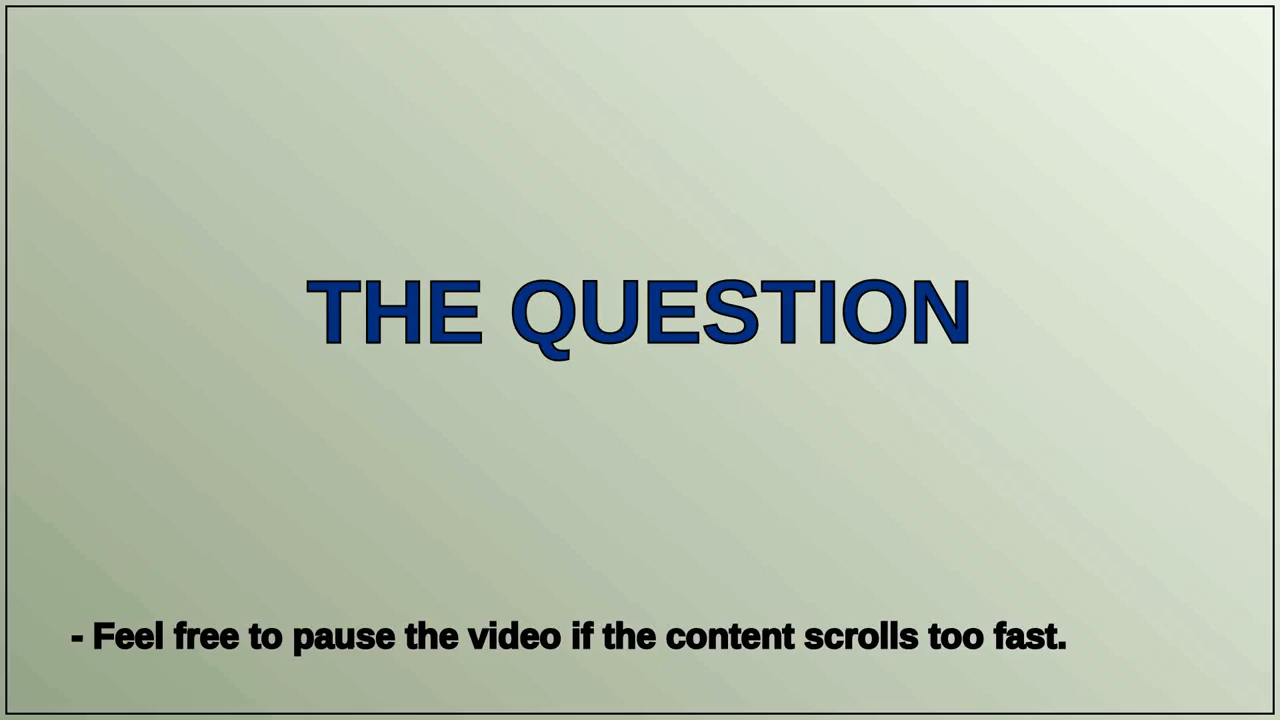 THE QUESTION
- Feel free to pause the video if the content scrolls too fast.